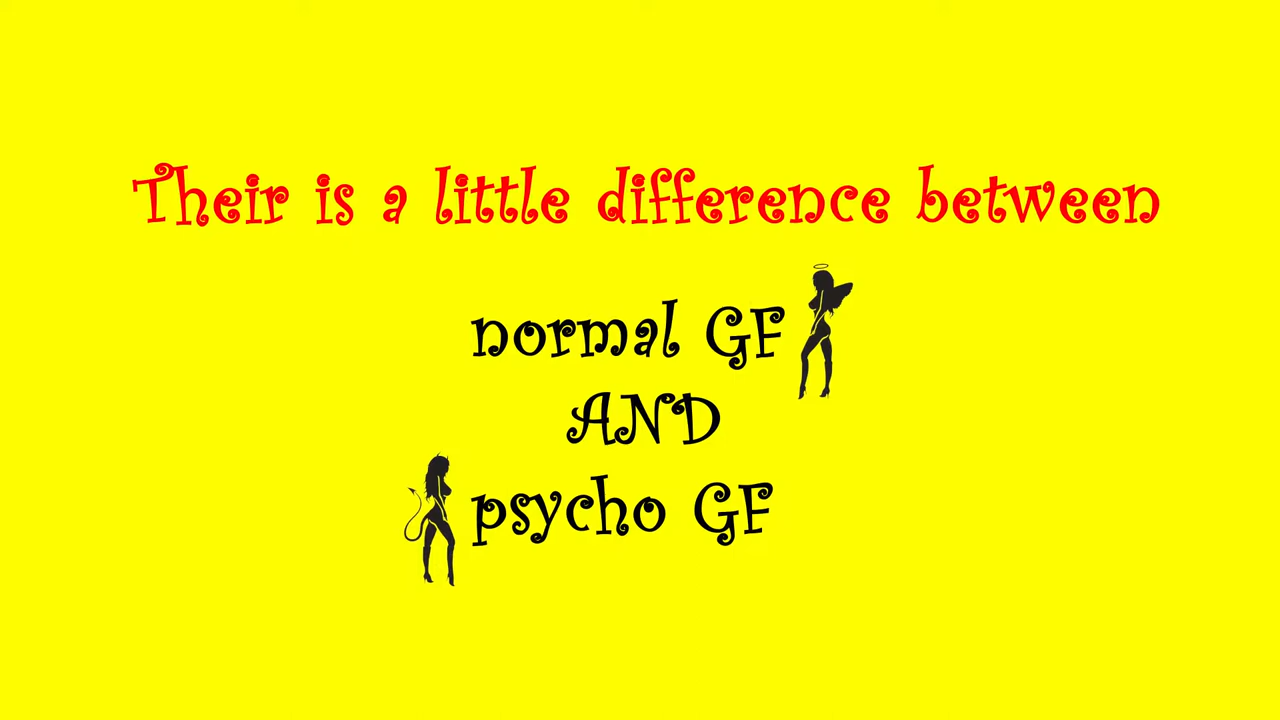 Their is a little difference between
normal GF
AND
psycho GF